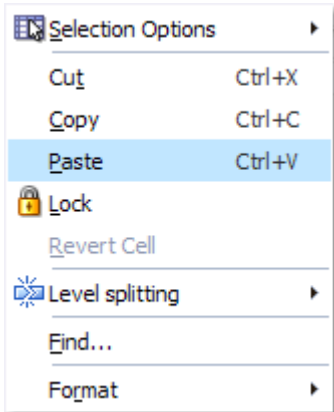 Selection Options
Cut Ctrl+X
Copy Ctrl+C
Paste Ctrl+V
Lock
Revert Cell
Level splitting
Find...
Format